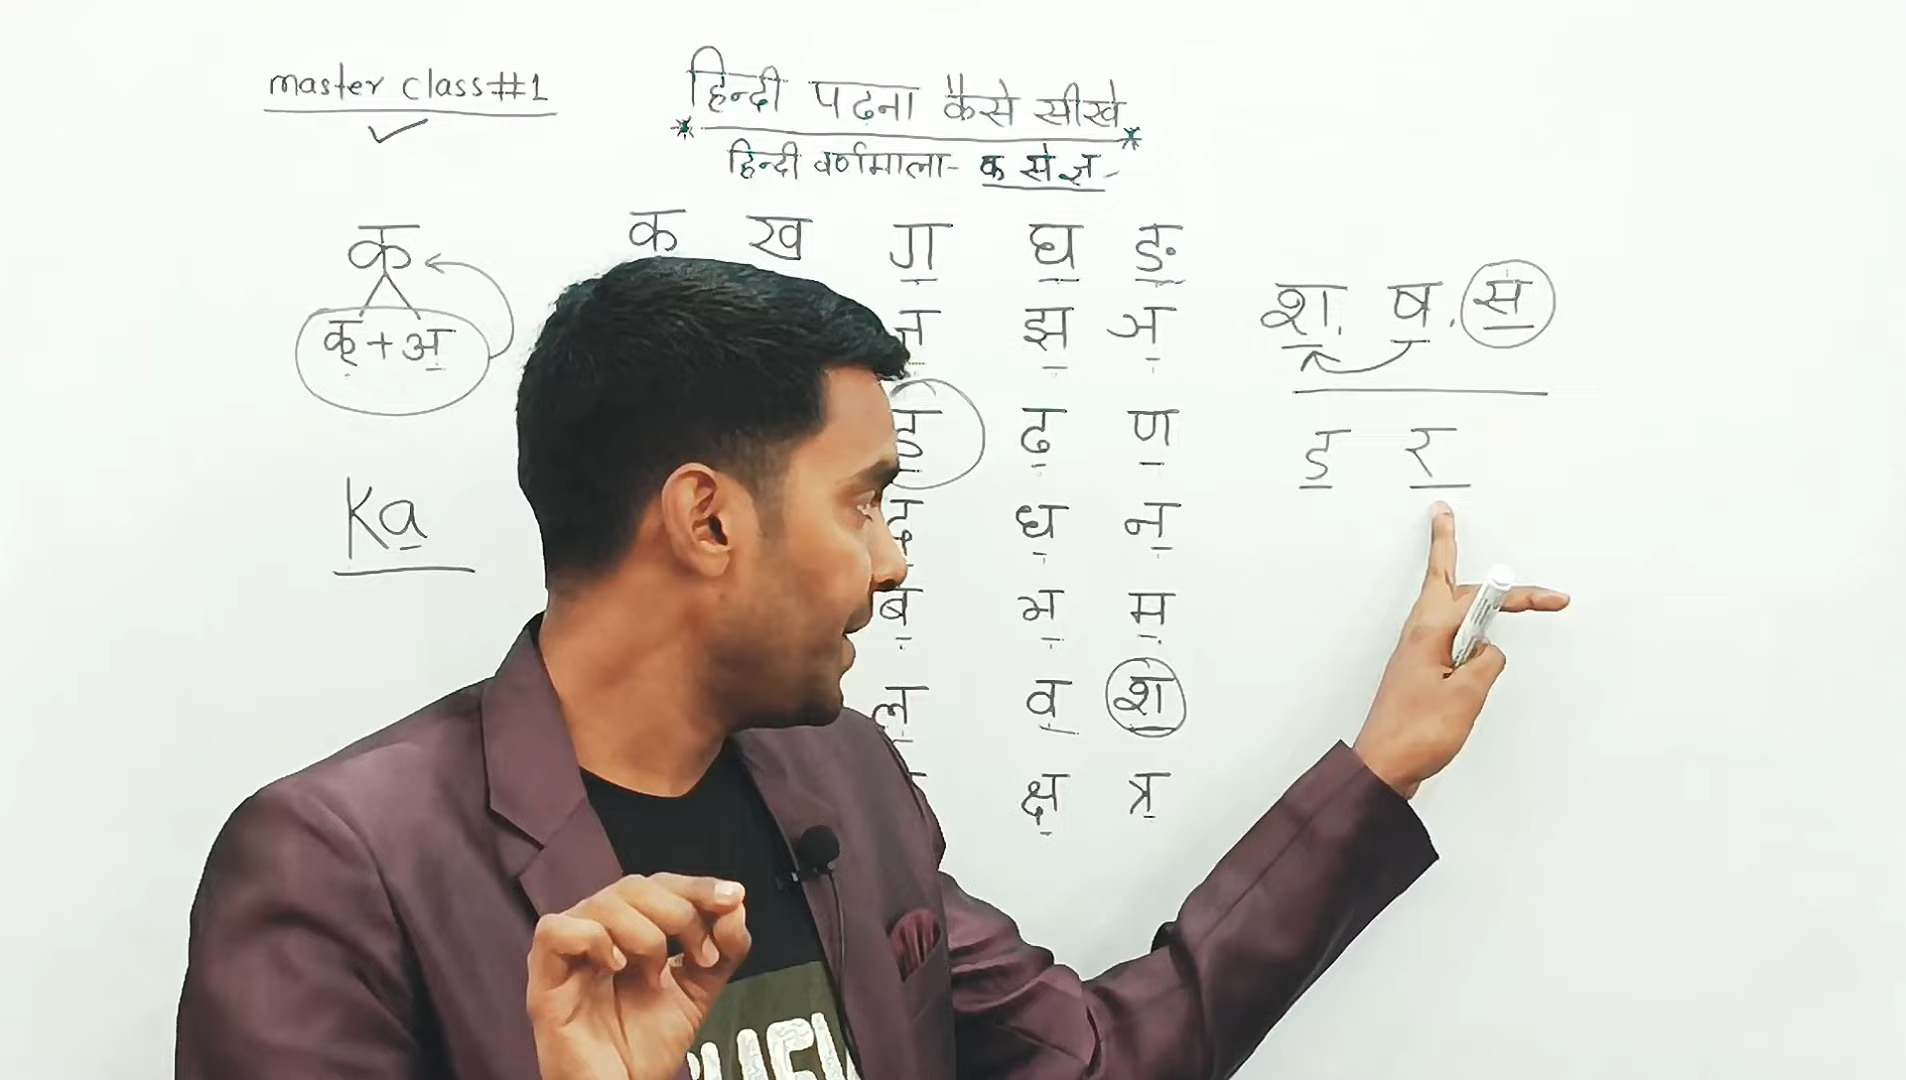 master class#1
हिन्दी पढना कैसे सीखे
हिन्दी वर्णमाला- क से ज्ञ-
क
क् + अ
Ka
क ख ग घ ङ
झ ञ
ड ढ ण
द ध न
ब भ म
ल व श
क्ष त्र
श. ष. स
ड र